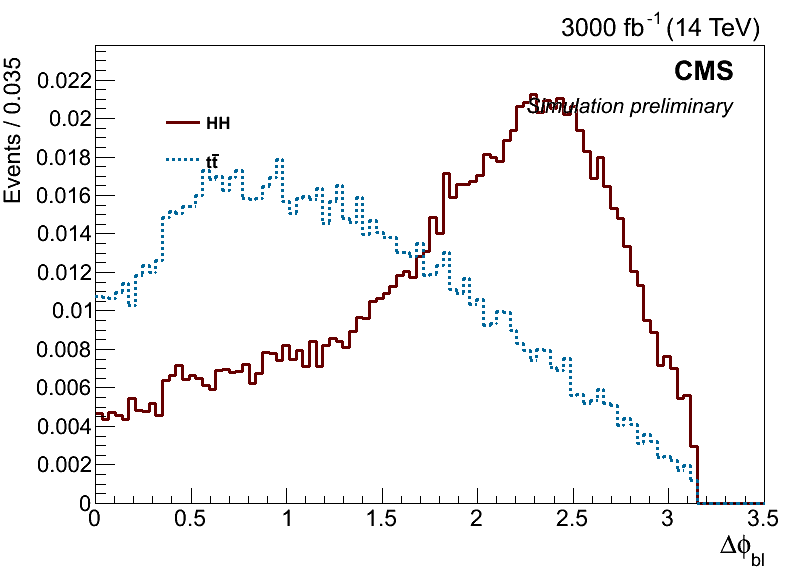 3000 fb⁻¹ (14 TeV)
Events / 0.035
CMS
Simulation preliminary
HH
tt̄
0.022
0.02
0.018
0.016
0.014
0.012
0.01
0.008
0.006
0.004
0.002
0
0 0.5 1 1.5 2 2.5 3 3.5
Δϕ_bl